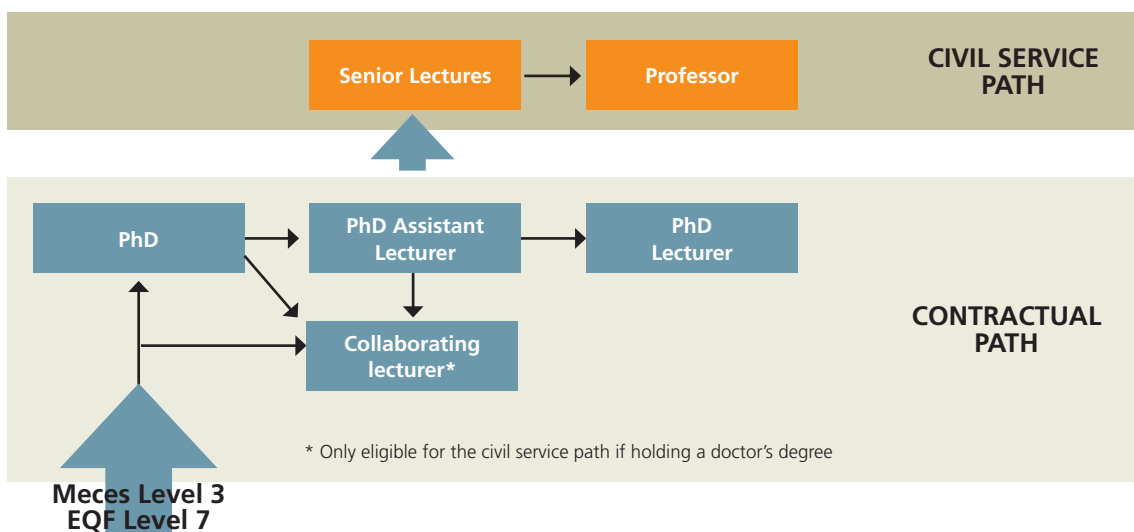 Senior Lectures
Professor
CIVIL SERVICE
PATH
PhD
PhD Assistant
Lecturer
PhD
Lecturer
Collaborating
lecturer*
CONTRACTUAL
PATH
* Only eligible for the civil service path if holding a doctor's degree
Meces Level 3
EQF Level 7